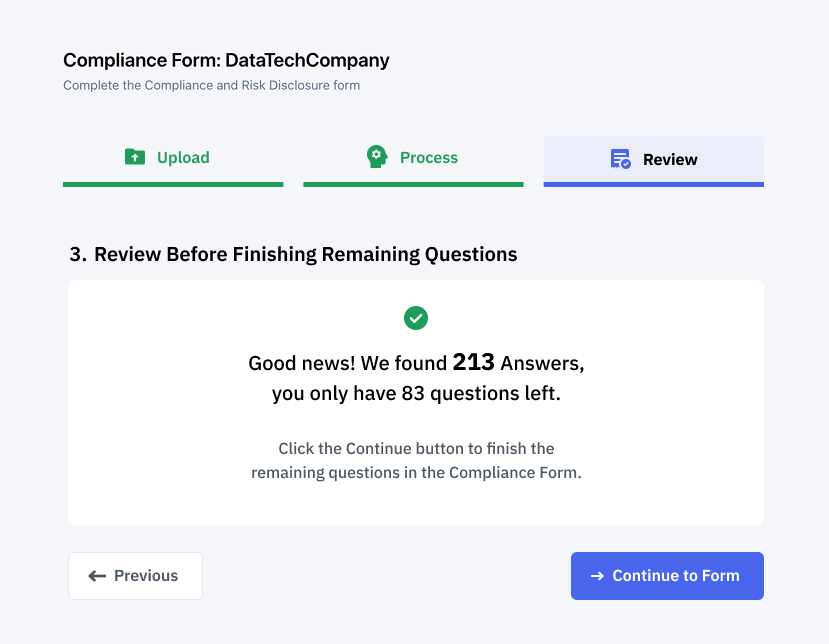 Compliance Form: DataTechCompany
Complete the Compliance and Risk Disclosure form
Upload
Process
Review
3. Review Before Finishing Remaining Questions
Good news! We found 213 Answers,
you only have 83 questions left.
Click the Continue button to finish the
remaining questions in the Compliance Form.
Previous
Continue to Form